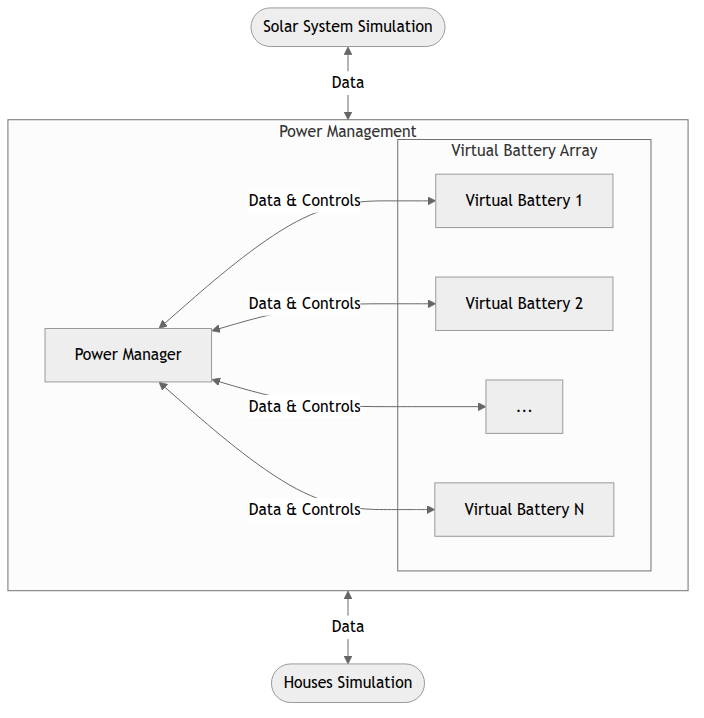 Solar System Simulation
Data
Power Management
Virtual Battery Array
Data & Controls
Virtual Battery 1
Data & Controls
Virtual Battery 2
Power Manager
Data & Controls
...
Data & Controls
Virtual Battery N
Data
Houses Simulation